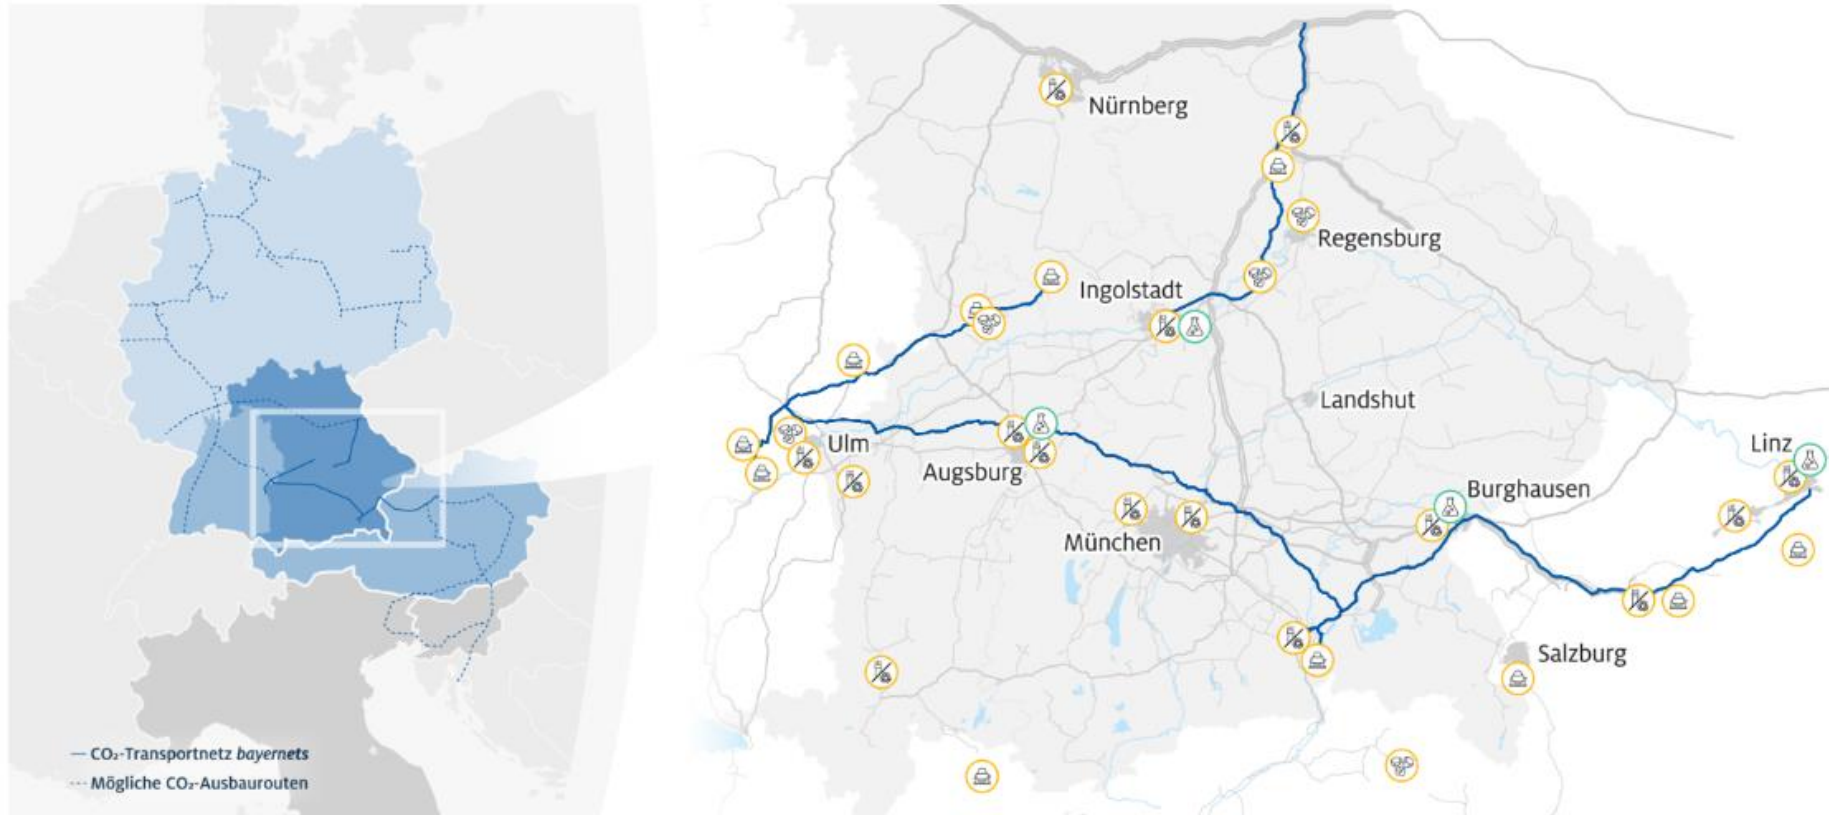 — CO₂-Transportnetz bayernets
--- Mögliche CO₂-Ausbaurouten
Nürnberg
Regensburg
Ingolstadt
Landshut
Ulm
Augsburg
Linz
Burghausen
München
Salzburg